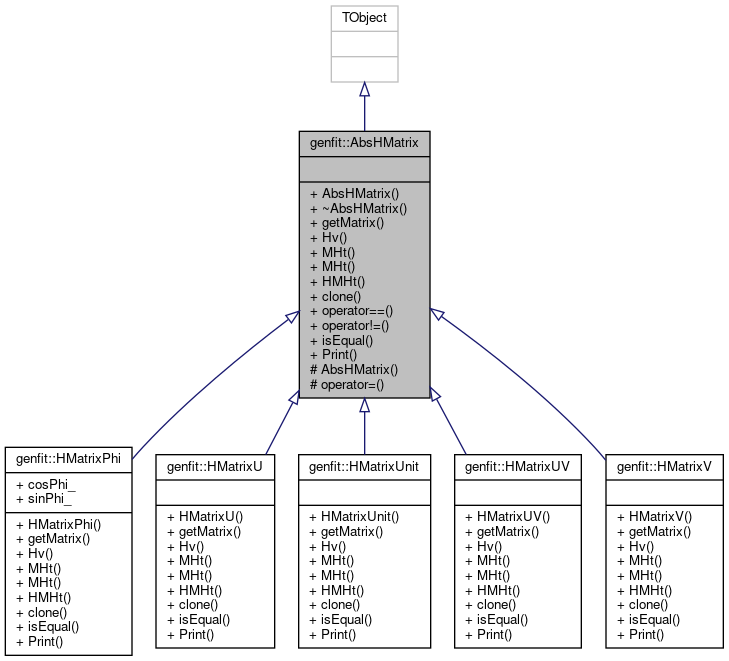 TObject
genfit::AbsHMatrix
+ AbsHMatrix()
+ ~AbsHMatrix()
+ getMatrix()
+ Hv()
+ MHt()
+ MHt()
+ HMHt()
+ clone()
+ operator==()
+ operator!=()
+ isEqual()
+ Print()
# AbsHMatrix()
# operator=()
genfit::HMatrixPhi
+ cosPhi_
+ sinPhi_
+ HMatrixPhi()
+ getMatrix()
+ Hv()
+ MHt()
+ MHt()
+ HMHt()
+ clone()
+ isEqual()
+ Print()
genfit::HMatrixU
+ HMatrixU()
+ getMatrix()
+ Hv()
+ MHt()
+ MHt()
+ HMHt()
+ clone()
+ isEqual()
+ Print()
genfit::HMatrixUnit
+ HMatrixUnit()
+ getMatrix()
+ Hv()
+ MHt()
+ MHt()
+ HMHt()
+ clone()
+ isEqual()
+ Print()
genfit::HMatrixUV
+ HMatrixUV()
+ getMatrix()
+ Hv()
+ MHt()
+ MHt()
+ HMHt()
+ clone()
+ isEqual()
+ Print()
genfit::HMatrixV
+ HMatrixV()
+ getMatrix()
+ Hv()
+ MHt()
+ MHt()
+ HMHt()
+ clone()
+ isEqual()
+ Print()